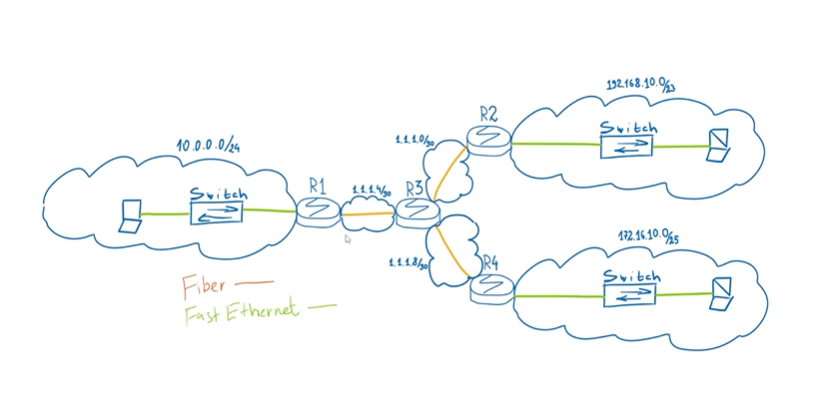 192.168.10.0/23
R2
Switch
1.1.1.0/30
10.0.0.0/24
Switch
R1
1.1.1.4/30
R3
172.16.10.0/25
1.1.1.8/30
R4
Switch
Fiber
Fast Ethernet